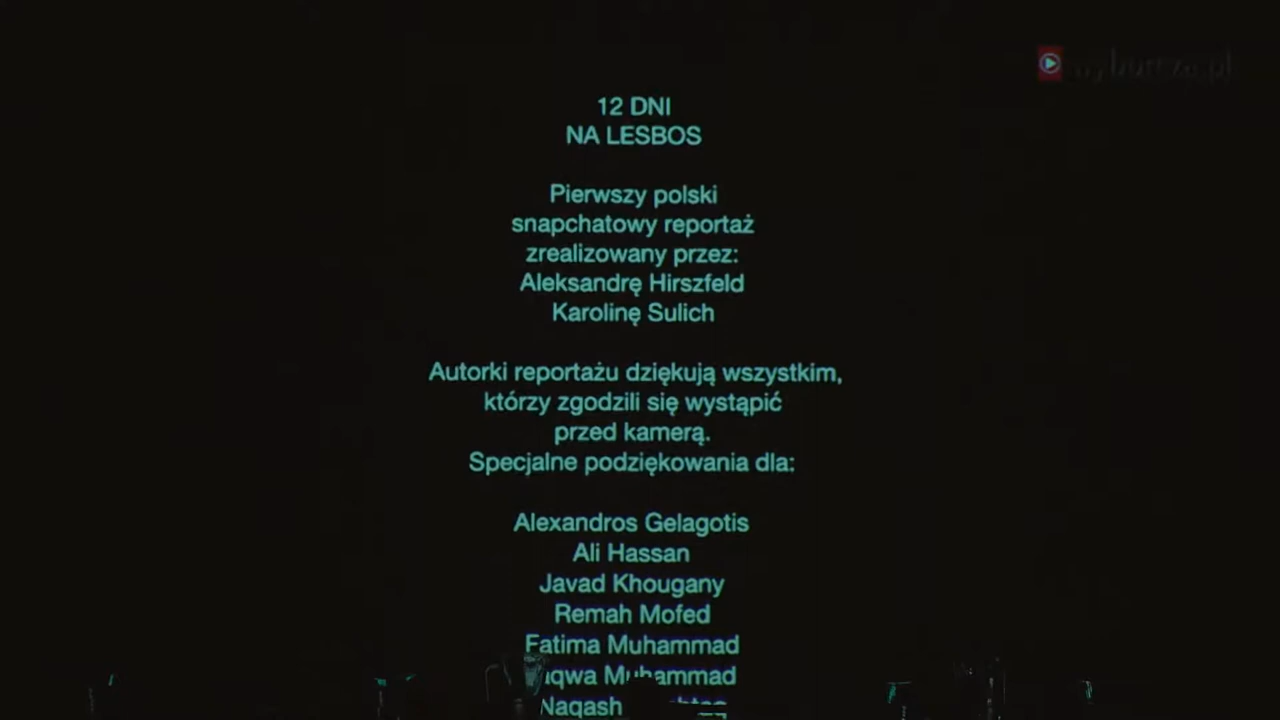 12 DNI
NA LESBOS
Pierwszy polski
snapchatowy reportaż
zrealizowany przez:
Aleksandrę Hirszfeld
Karolinę Sulich
Autorki reportażu dziękują wszystkim,
którzy zgodzili się wystąpić
przed kamerą.
Specjalne podziękowania dla:
Alexandros Gelagotis
Ali Hassan
Javad Khougany
Remah Mofed
Fatima Muhammad
Muhammad
Naqash